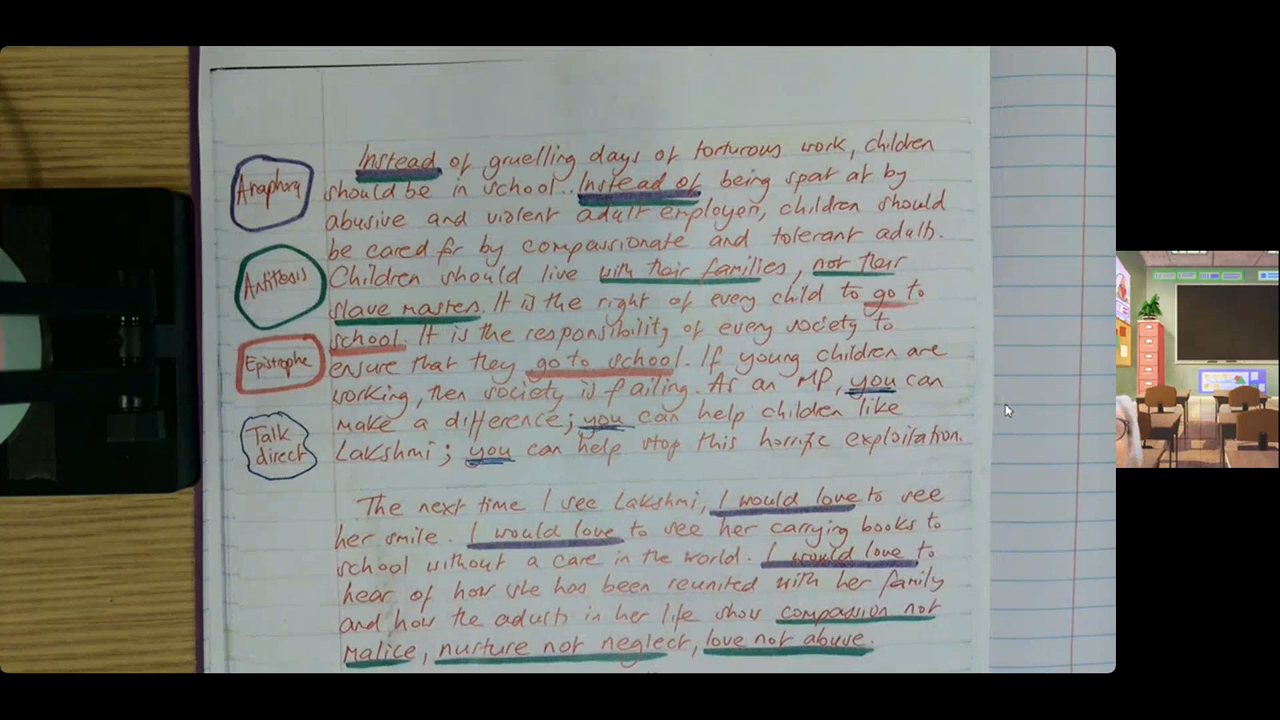 Anaphora
Antithesis
Epistrophe
Talk
direct
Instead of gruelling days of torturous work, children
should be in school. Instead of being spat at by
abusive and violent adult employers, children should
be cared for by compassionate and tolerant adults.
Children should live with their families, not their
slave masters. It is the right of every child to go to
school. It is the responsibility of every society to
ensure that they go to school. If young children are
working, then society is failing. As an MP, you can
make a difference; you can help children like
Lakshmi; you can help stop this horrific exploitation.
The next time I see Lakshmi, I would love to see
her smile. I would love to see her carrying books to
school without a care in the world. I would love to
hear of how she has been reunited with her family
and how the adults in her life show compassion not
malice, nurture not neglect, love not abuse.